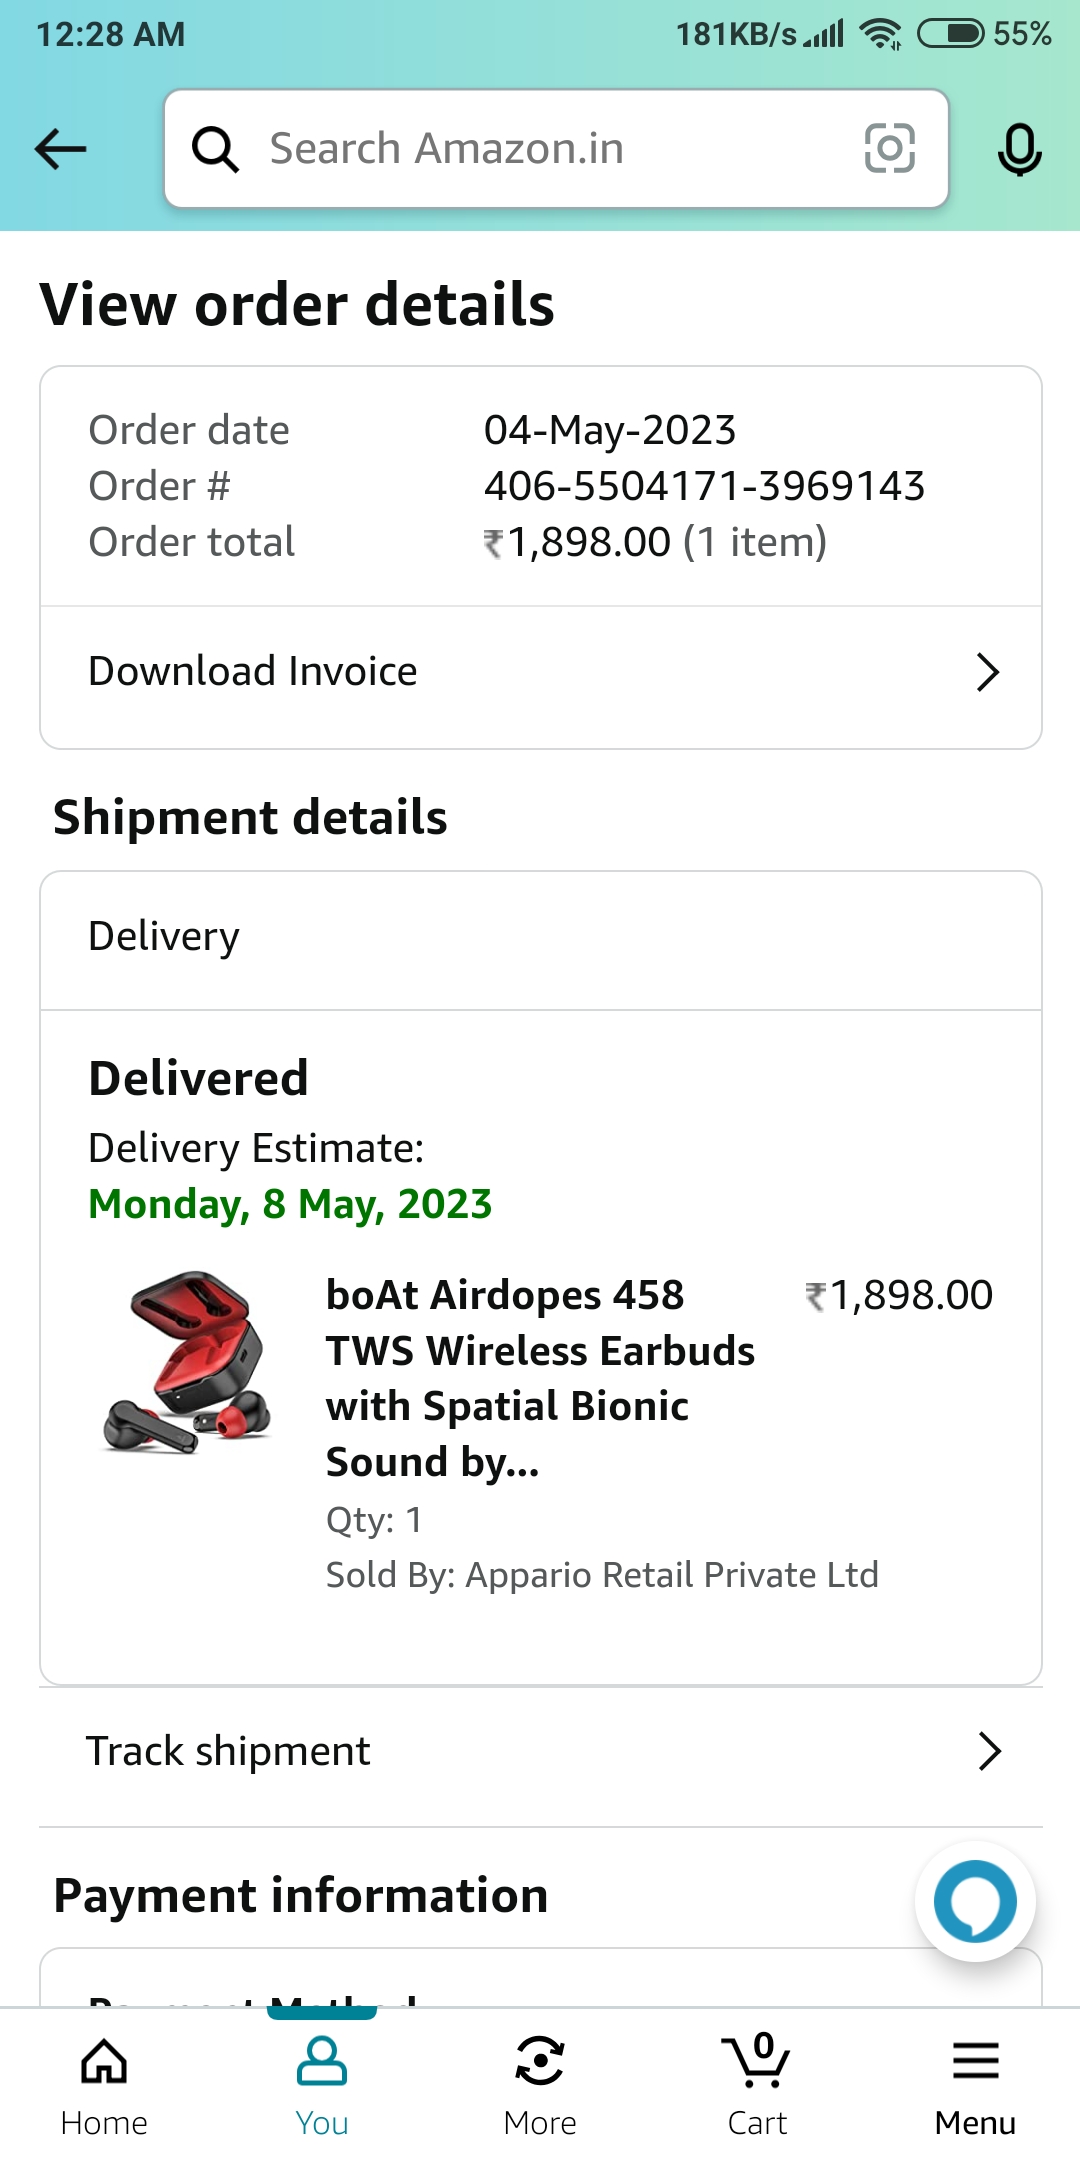 12:28 AM 181KB/s 55%
Search Amazon.in
View order details
Order date 04-May-2023
Order # 406-5504171-3969143
Order total ₹1,898.00 (1 item)
Download Invoice
Shipment details
Delivery
Delivered
Delivery Estimate:
Monday, 8 May, 2023
boAt Airdopes 458 ₹1,898.00
TWS Wireless Earbuds
with Spatial Bionic
Sound by...
Qty: 1
Sold By: Appario Retail Private Ltd
Track shipment
Payment information
Payment Method
0
Home You More Cart Menu